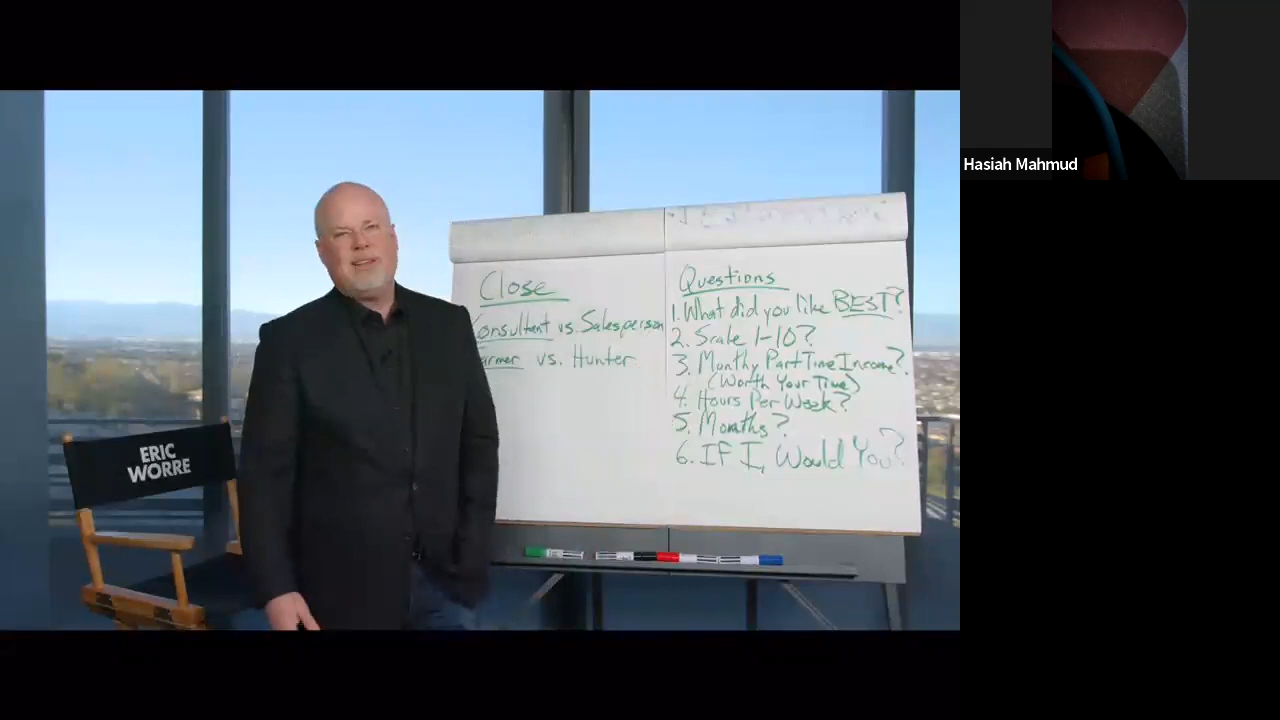 Close
Consultant vs. Salesperson
Farmer vs. Hunter
Questions
1. What did you like BEST?
2. Scale 1-10?
3. Monthy Part Time Income?
(Worth Your Time)
4. Hours Per Week?
5. Months?
6. If I, Would You?
ERIC
WORRE
Hasiah Mahmud